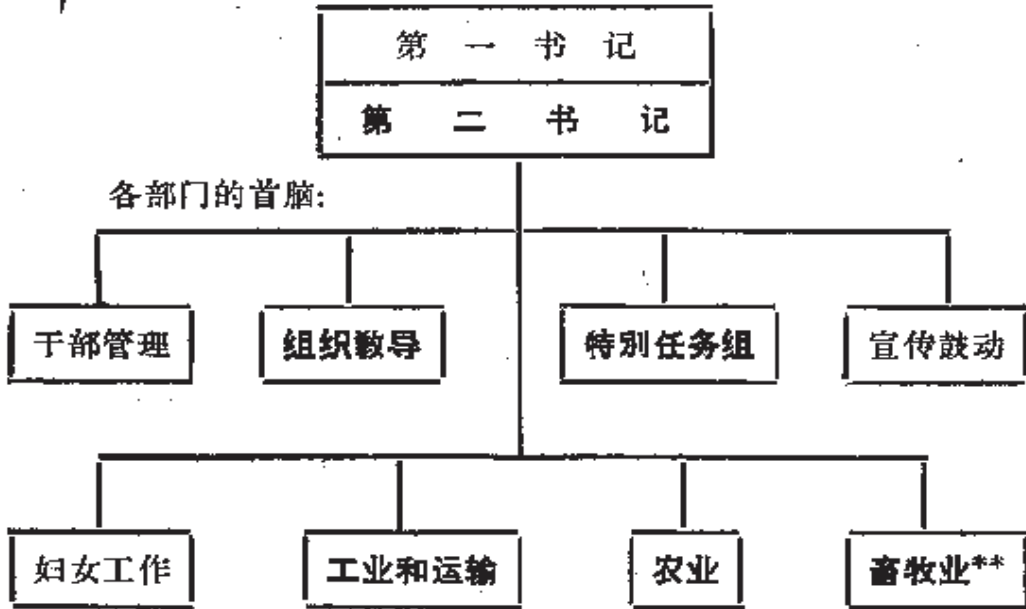 第一书记
第二书记
各部门的首脑:
干部管理
组织教导
特别任务组
宣传鼓动
妇女工作
工业和运输
农业
畜牧业**